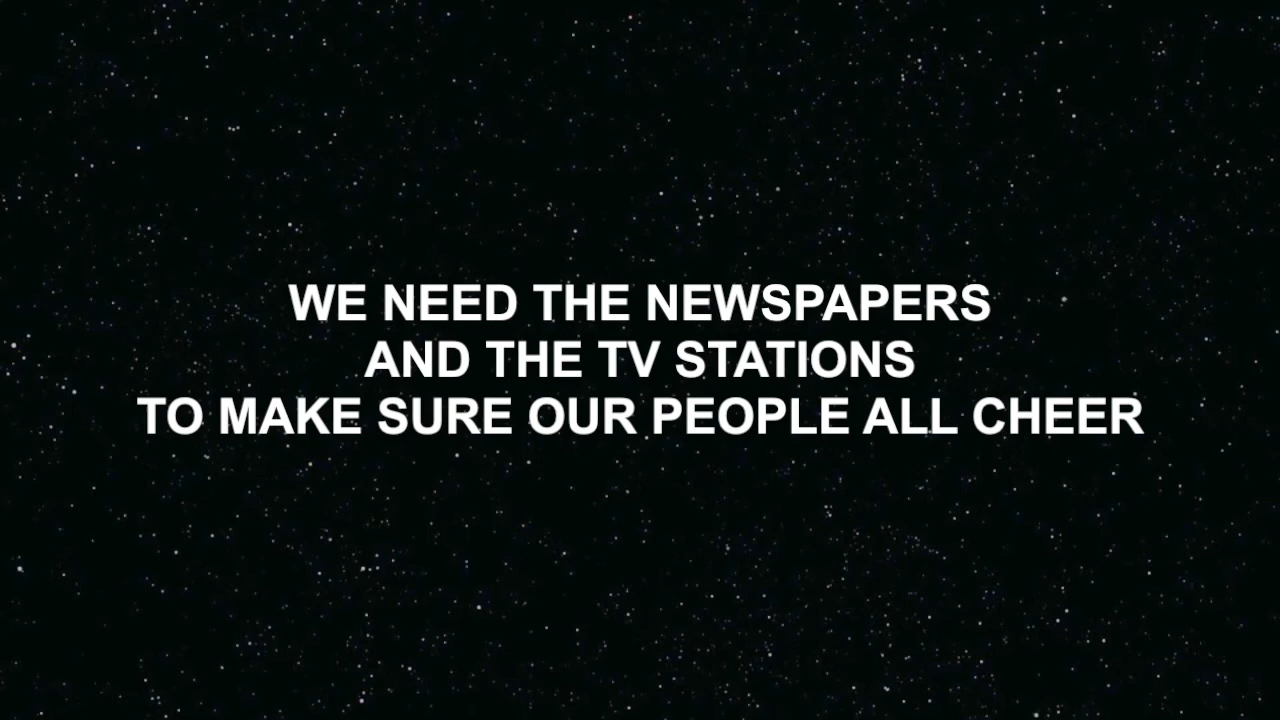 WE NEED THE NEWSPAPERS
AND THE TV STATIONS
TO MAKE SURE OUR PEOPLE ALL CHEER